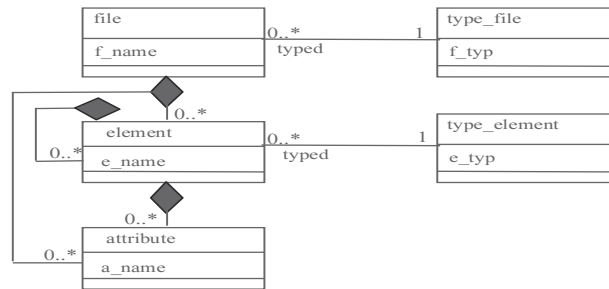 file
f_name
0..*
typed
1
type_file
f_typ
0..*
element
0..*
e_name
0..*
typed
1
type_element
e_typ
0..*
attribute
0..*
a_name